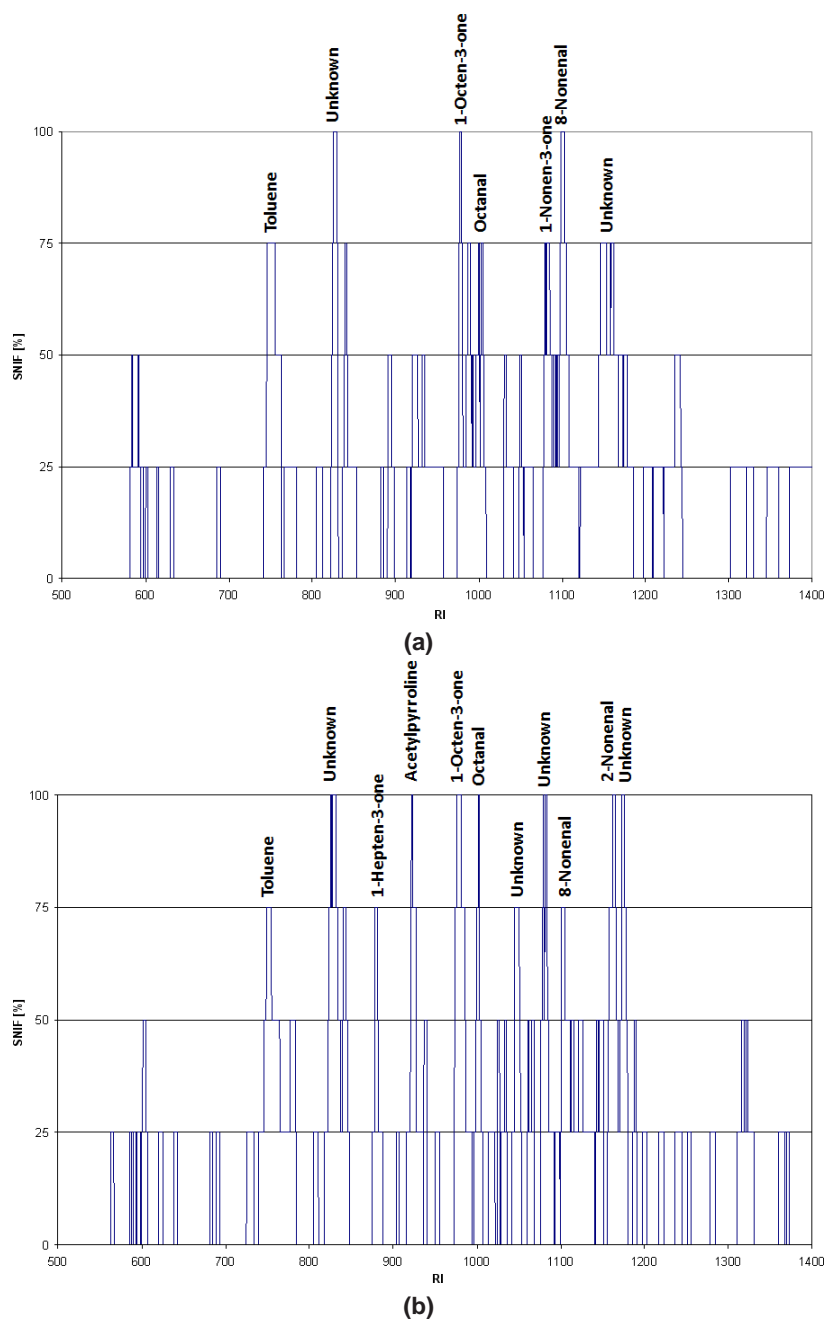 Unknown
1-Octen-3-one
8-Nonenal
Toluene
Octanal
1-Nonen-3-one
Unknown
SNIF [%]
100
75
50
25
0
500 600 700 800 900 1000 1100 1200 1300 1400
RI
(a)
Unknown
Acetylpyrroline
1-Octen-3-one
Octanal
Unknown
2-Nonenal
Unknown
Toluene
1-Hepten-3-one
Unknown
8-Nonenal
SNIF [%]
100
75
50
25
0
500 600 700 800 900 1000 1100 1200 1300 1400
RI
(b)